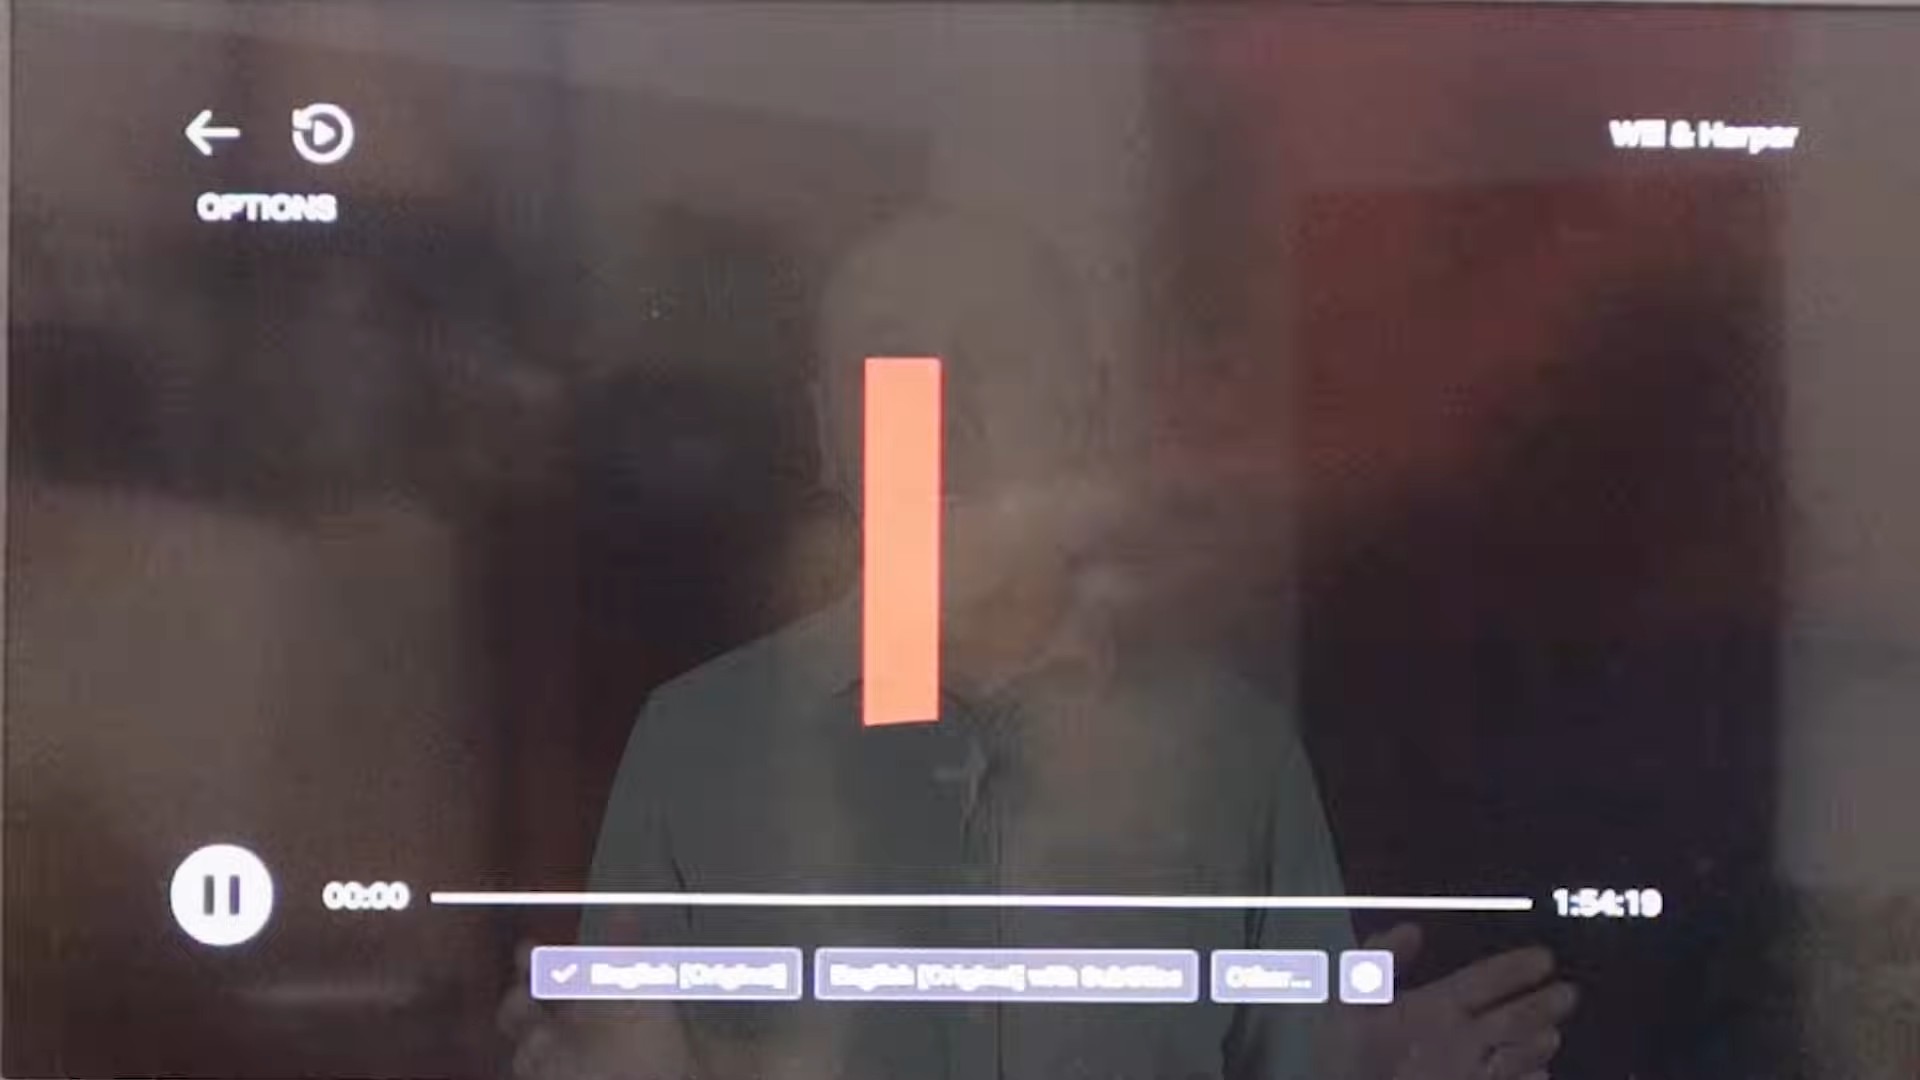 Will & Harper
OPTIONS
00:00
1:54:19
English [Original]
English [Original] with Subtitles
Other...